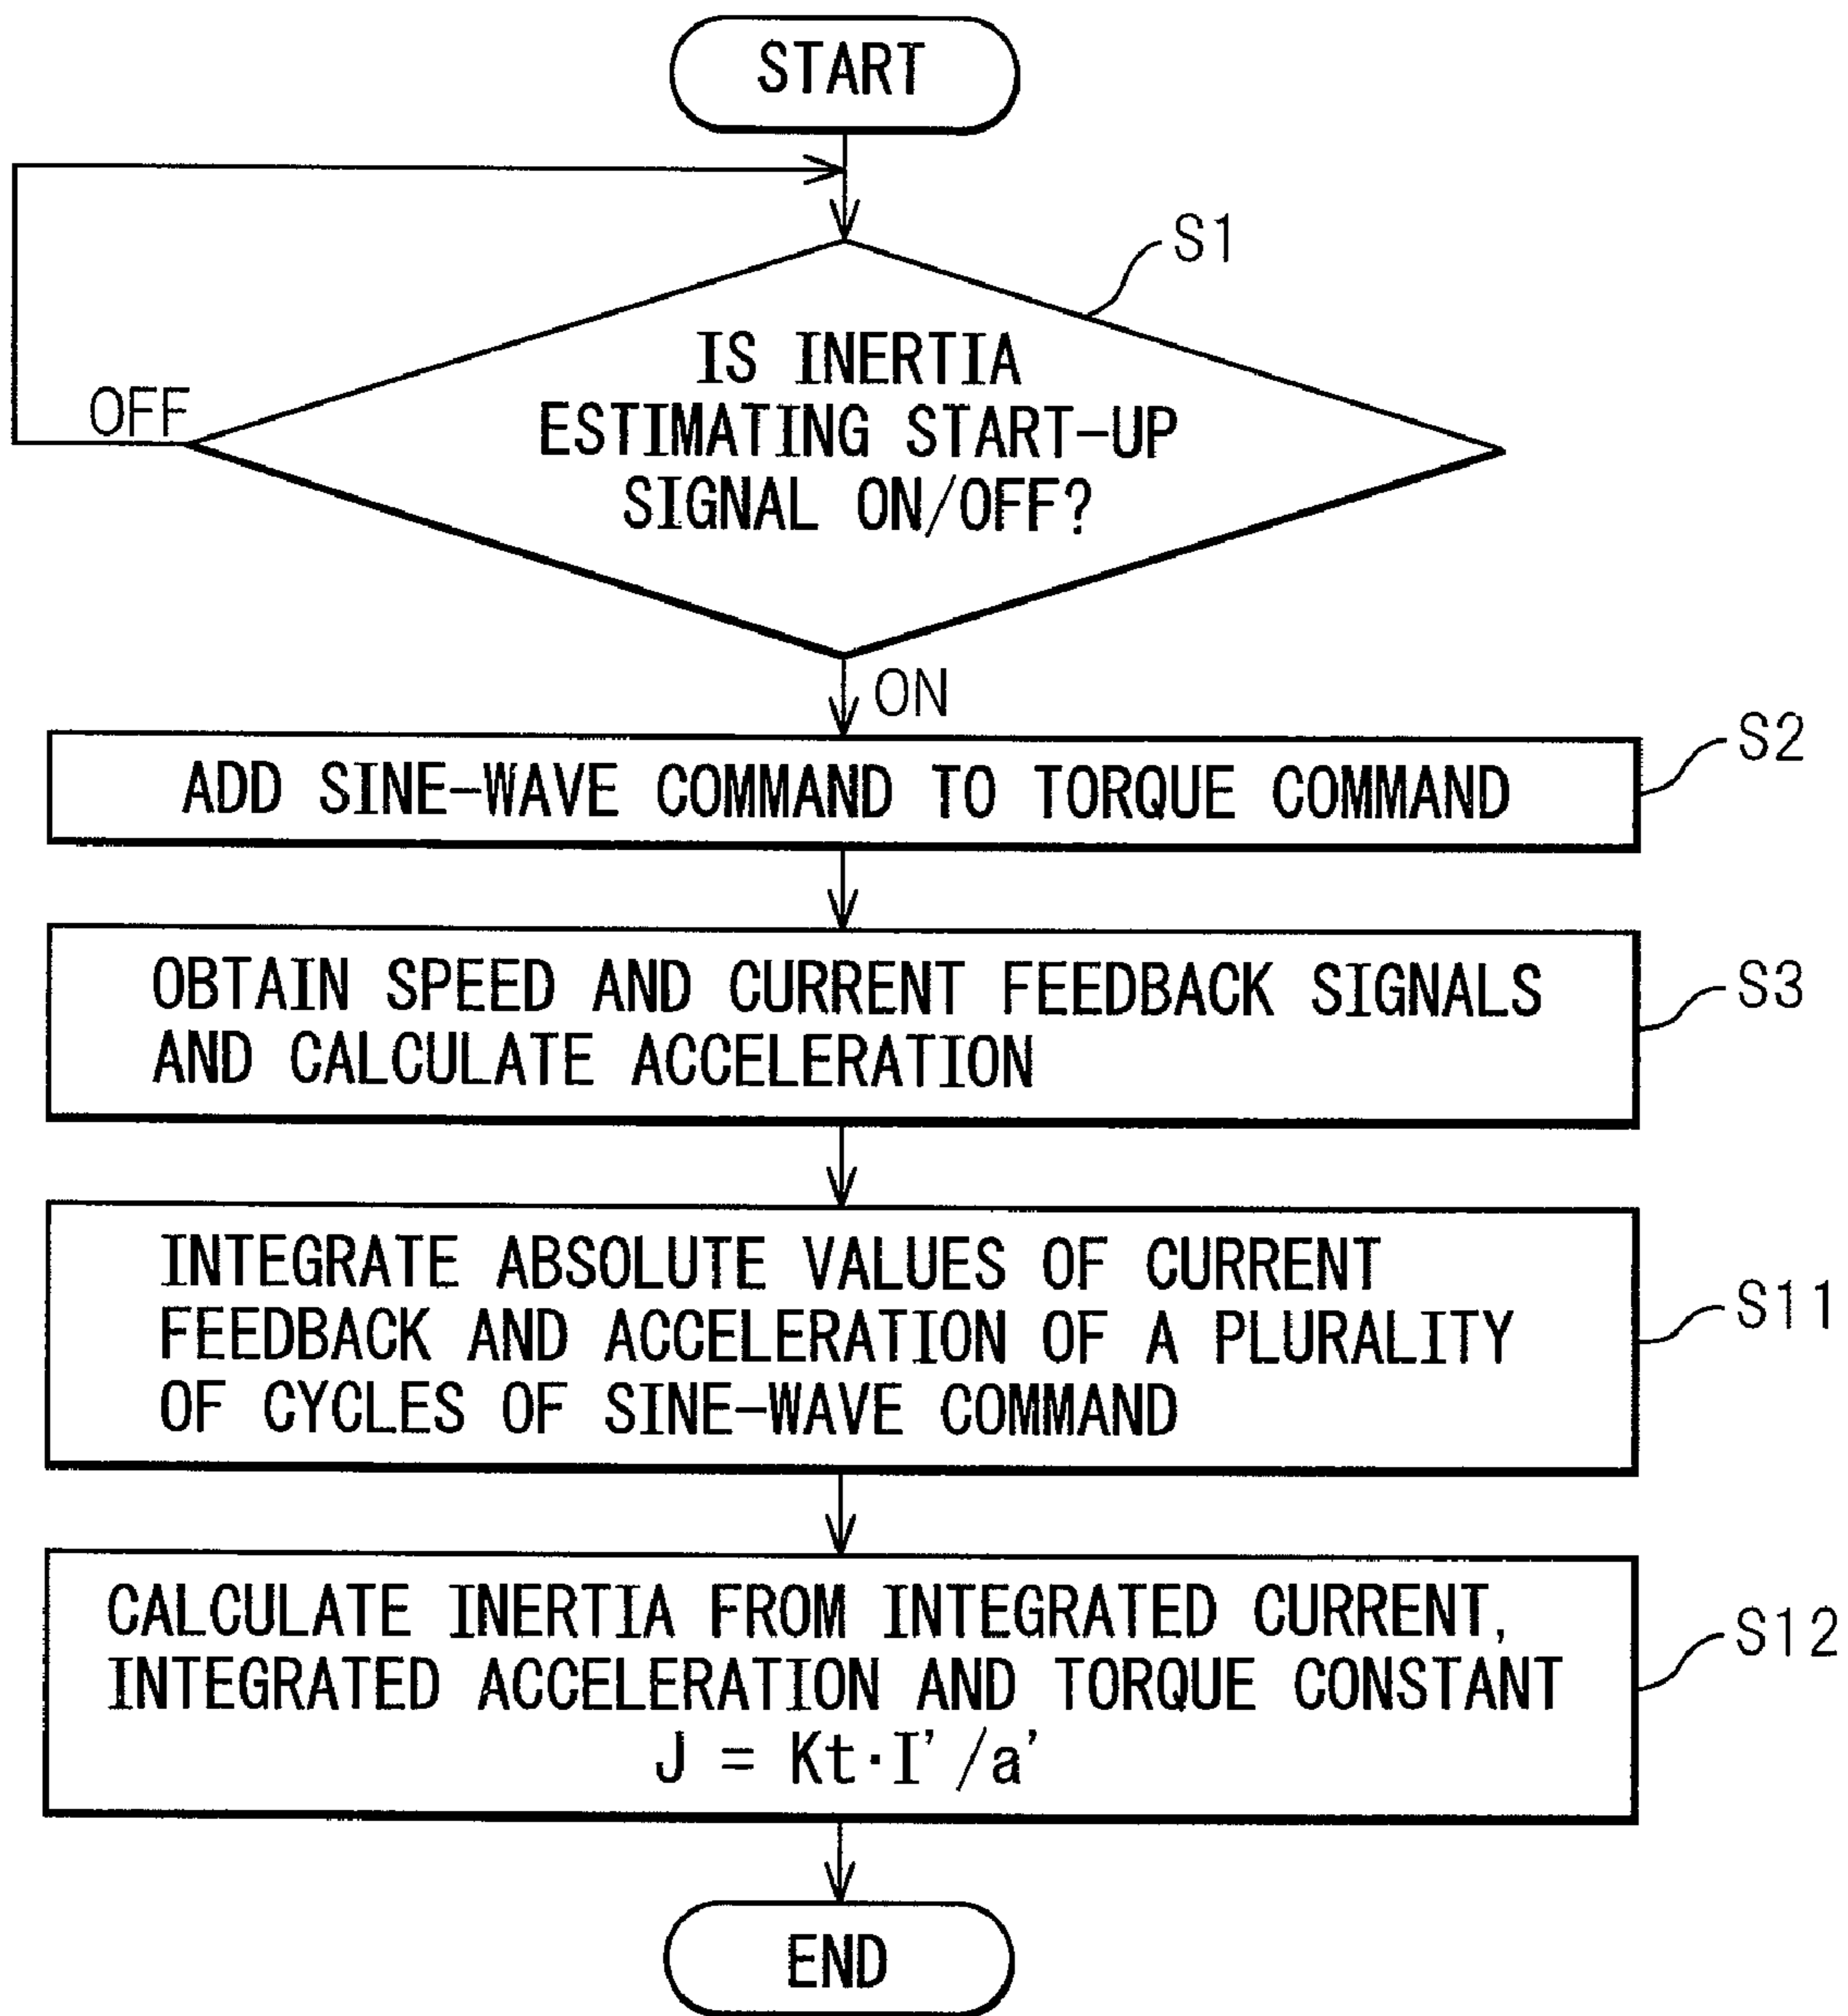 START
S1
IS INERTIA
ESTIMATING START-UP
SIGNAL ON/OFF?
OFF
ON
S2
ADD SINE-WAVE COMMAND TO TORQUE COMMAND
S3
OBTAIN SPEED AND CURRENT FEEDBACK SIGNALS
AND CALCULATE ACCELERATION
S11
INTEGRATE ABSOLUTE VALUES OF CURRENT
FEEDBACK AND ACCELERATION OF A PLURALITY
OF CYCLES OF SINE-WAVE COMMAND
S12
CALCULATE INERTIA FROM INTEGRATED CURRENT,
INTEGRATED ACCELERATION AND TORQUE CONSTANT
J = Kt·I'/a'
END